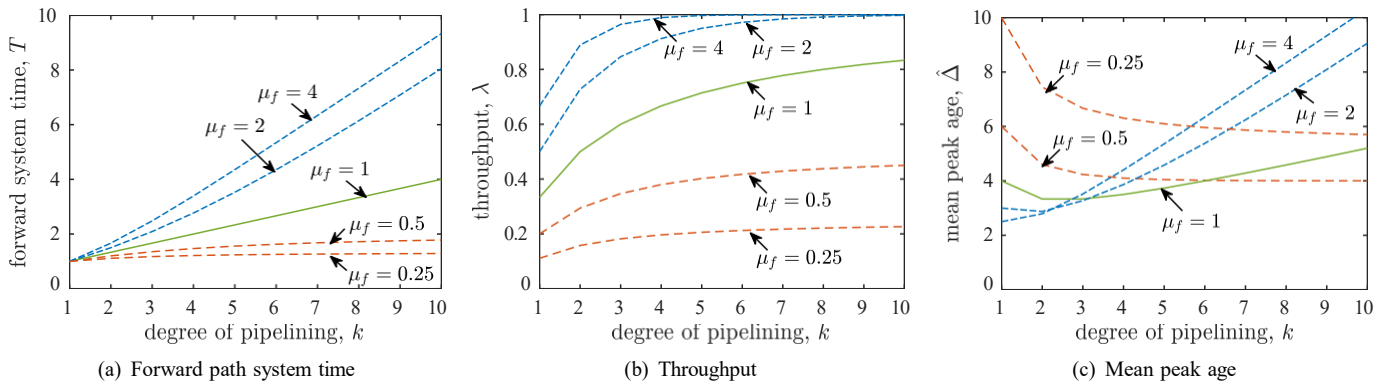 10
8
6
4
2
0
forward system time, T
μ_f = 4
μ_f = 2
μ_f = 1
μ_f = 0.5
μ_f = 0.25
1 2 3 4 5 6 7 8 9 10
degree of pipelining, k
(a) Forward path system time
1
0.8
0.6
0.4
0.2
0
throughput, λ
μ_f = 4
μ_f = 2
μ_f = 1
μ_f = 0.5
μ_f = 0.25
1 2 3 4 5 6 7 8 9 10
degree of pipelining, k
(b) Throughput
10
8
6
4
2
0
mean peak age, Δ̂
μ_f = 4
μ_f = 0.25
μ_f = 2
μ_f = 0.5
μ_f = 1
1 2 3 4 5 6 7 8 9 10
degree of pipelining, k
(c) Mean peak age